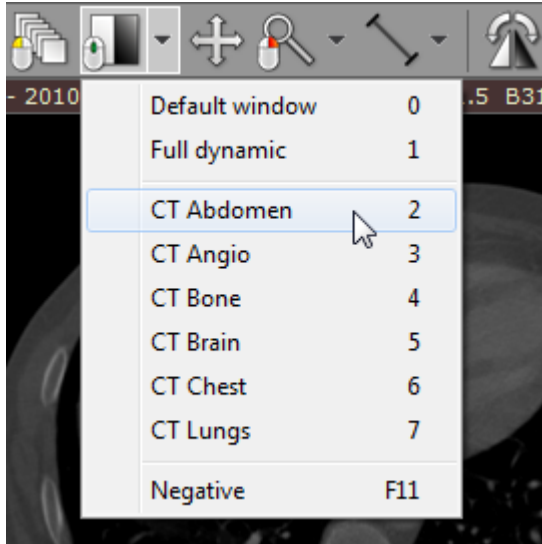 - 2010 .5 B31
Default window 0
Full dynamic 1
CT Abdomen 2
CT Angio 3
CT Bone 4
CT Brain 5
CT Chest 6
CT Lungs 7
Negative F11